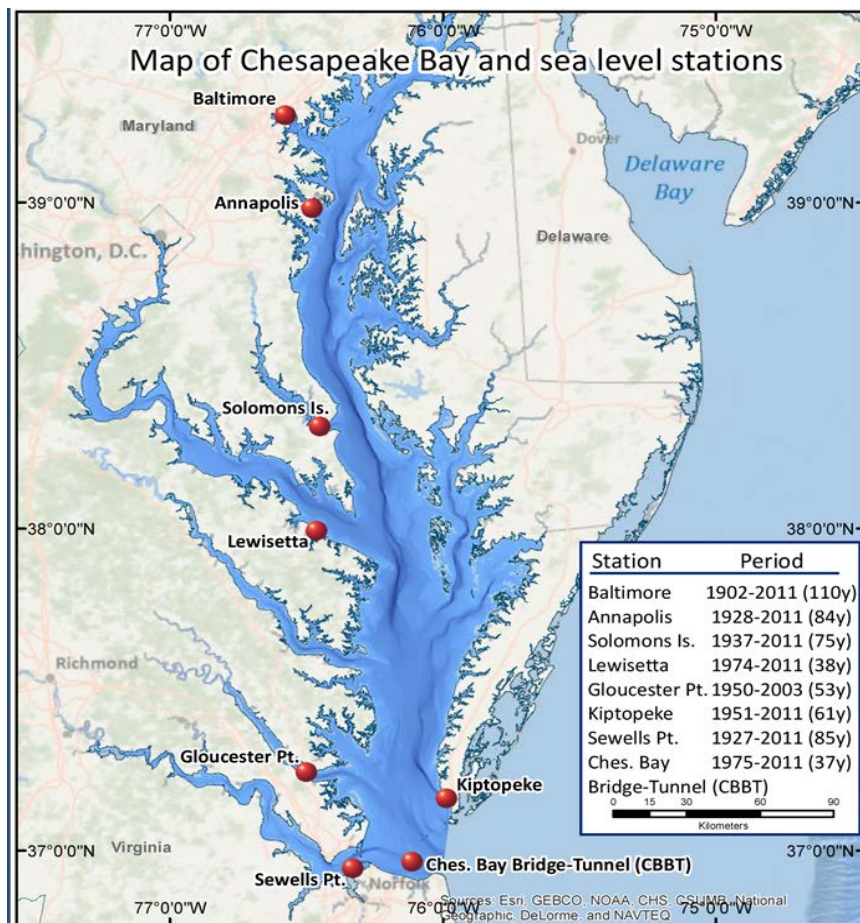 77°0'0"W
76°0'0"W
75°0'0"W
Map of Chesapeake Bay and sea level stations
Baltimore
Maryland
Dover
Delaware
Bay
39°0'0"N
39°0'0"N
Annapolis
Delaware
shington, D.C.
Solomons Is.
38°0'0"N
38°0'0"N
Lewisetta
Station Period
Baltimore 1902-2011 (110y)
Annapolis 1928-2011 (84y)
Solomons Is. 1937-2011 (75y)
Lewisetta 1974-2011 (38y)
Gloucester Pt. 1950-2003 (53y)
Kiptopeke 1951-2011 (61y)
Sewells Pt. 1927-2011 (85y)
Ches. Bay 1975-2011 (37y)
Bridge-Tunnel (CBBT)
0 15 30 60 90
Kilometers
Richmond
Gloucester Pt.
Kiptopeke
37°0'0"N
37°0'0"N
Virginia
Ches. Bay Bridge-Tunnel (CBBT)
Sewells Pt.
Norfolk
Sources: Esri, GEBCO, NOAA, CHS, CSUMB, National
Geographic, DeLorme, and NAVTEQ
77°0'0"W
76°0'0"W
75°0'0"W